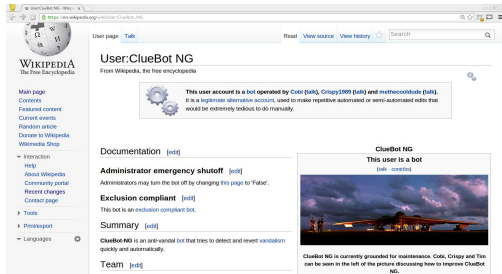 User:ClueBot NG - Wikip
https://en.wikipedia.org/wiki/User:ClueBot_NG
User page Talk Read View source View history Search
WIKIPEDIA
The Free Encyclopedia
User:ClueBot NG
From Wikipedia, the free encyclopedia
Main page
Contents
Featured content
Current events
Random article
Donate to Wikipedia
Wikimedia Shop
Interaction
Help
About Wikipedia
Community portal
Recent changes
Contact page
Tools
Print/export
Languages
This user account is a bot operated by Cobi (talk), Crispy1989 (talk) and methecooldude (talk).
It is a legitimate alternative account, used to make repetitive automated or semi-automated edits that
would be extremely tedious to do manually.
Documentation [edit]
Administrator emergency shutoff [edit]
Administrators may turn the bot off by changing this page to 'False'.
Exclusion compliant [edit]
This bot is an exclusion compliant bot.
Summary [edit]
ClueBot-NG is an anti-vandal bot that tries to detect and revert vandalism
quickly and automatically.
Team [edit]
ClueBot NG
This user is a bot
(talk · contribs)
ClueBot NG is currently grounded for maintenance. Cobi, Crispy and Tim
can be seen in the left of the picture discussing how to improve ClueBot
NG.